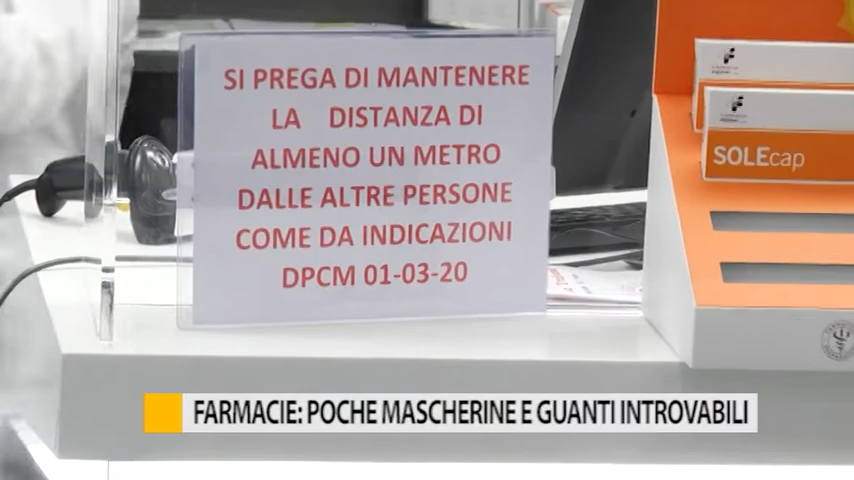 SI PREGA DI MANTENERE
LA DISTANZA DI
ALMENO UN METRO
DALLE ALTRE PERSONE
COME DA INDICAZIONI
DPCM 01-03-20
SOLEcap
FARMACIE: POCHE MASCHERINE E GUANTI INTROVABILI